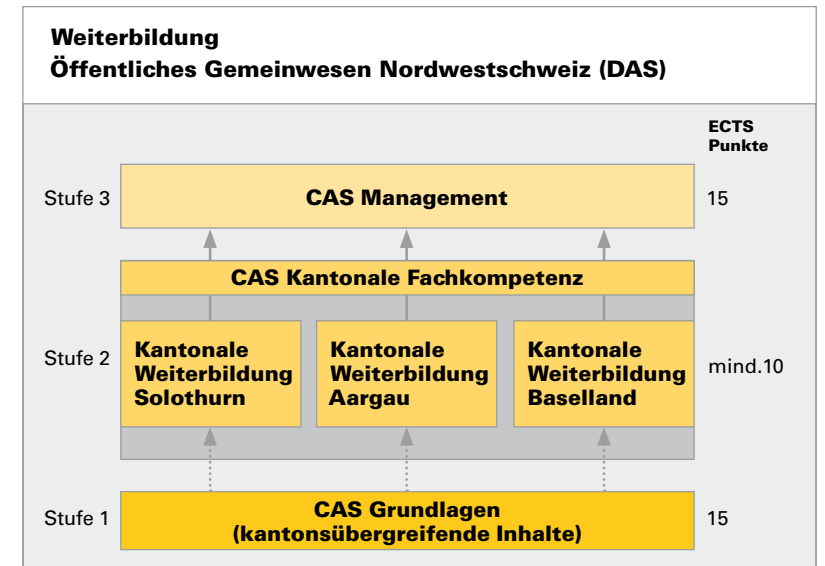 Weiterbildung
Öffentliches Gemeinwesen Nordwestschweiz (DAS)
ECTS
Punkte
Stufe 3
CAS Management
15
CAS Kantonale Fachkompetenz
Stufe 2
Kantonale
Weiterbildung
Solothurn
Kantonale
Weiterbildung
Aargau
Kantonale
Weiterbildung
Baselland
mind.10
Stufe 1
CAS Grundlagen
(kantonsübergreifende Inhalte)
15